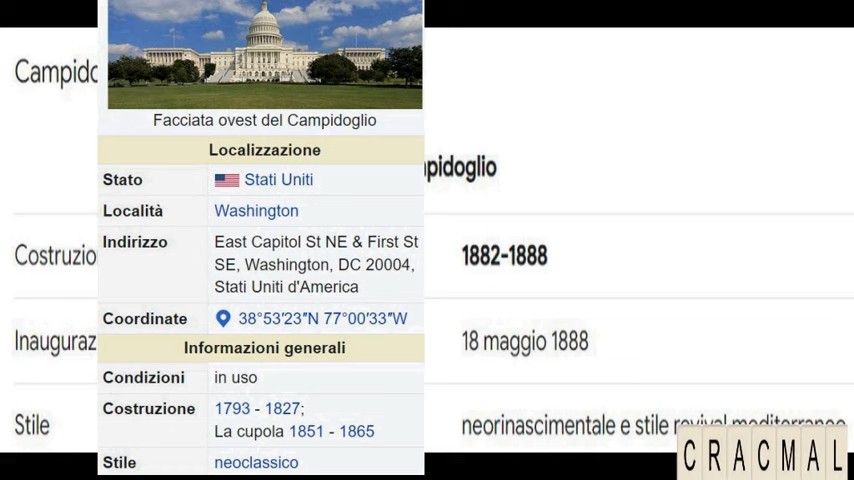 Campido
Facciata ovest del Campidoglio
Localizzazione
pidoglio
Stato Stati Uniti
Località Washington
Indirizzo East Capitol St NE & First St
SE, Washington, DC 20004,
Stati Uniti d'America
Costruzio 1882-1888
Coordinate 38°53′23″N 77°00′33″W
Inauguraz 18 maggio 1888
Informazioni generali
Condizioni in uso
Costruzione 1793 - 1827;
La cupola 1851 - 1865
Stile neorinascimentale e stile revival mediterraneo
Stile neoclassico
CRACMAL